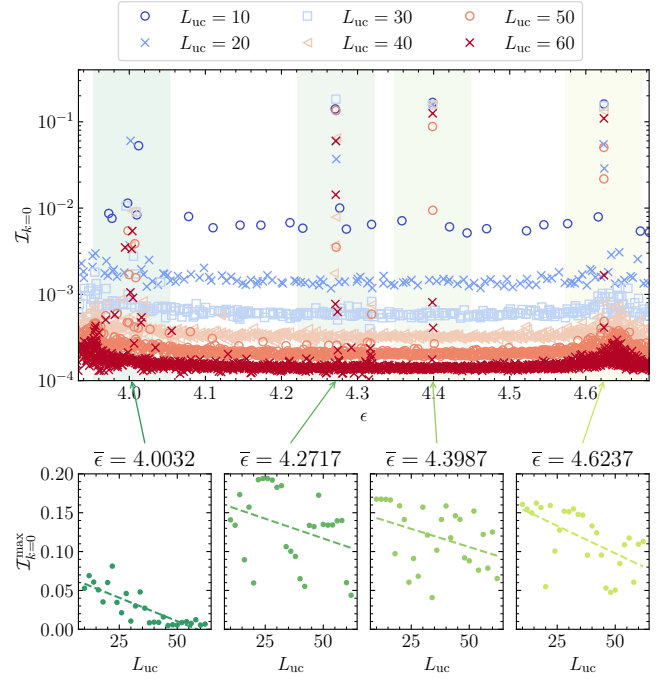 L_uc = 10 L_uc = 30 L_uc = 50
L_uc = 20 L_uc = 40 L_uc = 60
10^{-1}
10^{-2}
10^{-3}
10^{-4}
I_{k=0}
4.0 4.1 4.2 4.3 4.4 4.5 4.6
ϵ
ϵ̅ = 4.0032 ϵ̅ = 4.2717 ϵ̅ = 4.3987 ϵ̅ = 4.6237
0.20
0.15
0.10
0.05
0.00
I^{max}_{k=0}
25 50 25 50 25 50 25 50
L_uc L_uc L_uc L_uc